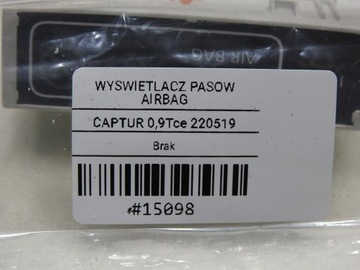 AIR BAG
WYSWIETLACZ PASOW
AIRBAG
CAPTUR 0,9Tce 220519
Brak
#15098